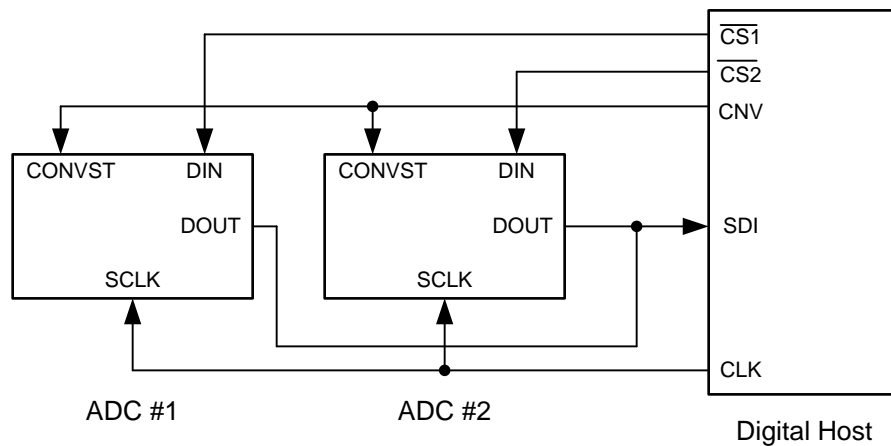 CS1
CS2
CNV
CONVST DIN
CONVST DIN
DOUT
DOUT
SDI
SCLK
SCLK
CLK
ADC #1
ADC #2
Digital Host